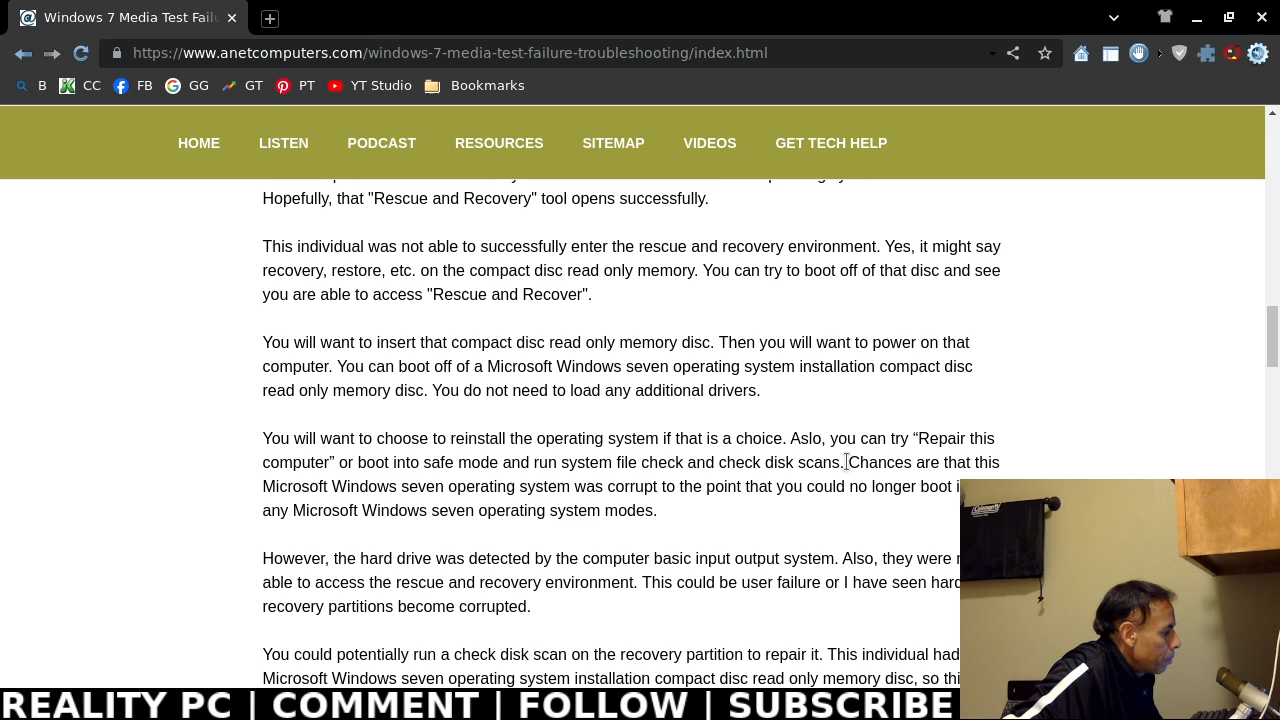 Windows 7 Media Test Fail
https://www.anetcomputers.com/windows-7-media-test-failure-troubleshooting/index.html
B CC FB GG GT PT YT Studio Bookmarks
HOME LISTEN PODCAST RESOURCES SITEMAP VIDEOS GET TECH HELP
Hopefully, that "Rescue and Recovery" tool opens successfully.
This individual was not able to successfully enter the rescue and recovery environment. Yes, it might say
recovery, restore, etc. on the compact disc read only memory. You can try to boot off of that disc and see
you are able to access "Rescue and Recover".
You will want to insert that compact disc read only memory disc. Then you will want to power on that
computer. You can boot off of a Microsoft Windows seven operating system installation compact disc
read only memory disc. You do not need to load any additional drivers.
You will want to choose to reinstall the operating system if that is a choice. Aslo, you can try “Repair this
computer” or boot into safe mode and run system file check and check disk scans. Chances are that this
Microsoft Windows seven operating system was corrupt to the point that you could no longer boot
any Microsoft Windows seven operating system modes.
However, the hard drive was detected by the computer basic input output system. Also, they were
able to access the rescue and recovery environment. This could be user failure or I have seen hard
recovery partitions become corrupted.
You could potentially run a check disk scan on the recovery partition to repair it. This individual had
Microsoft Windows seven operating system installation compact disc read only memory disc, so
Coleman
REALITY PC | COMMENT | FOLLOW | SUBSCRIBE